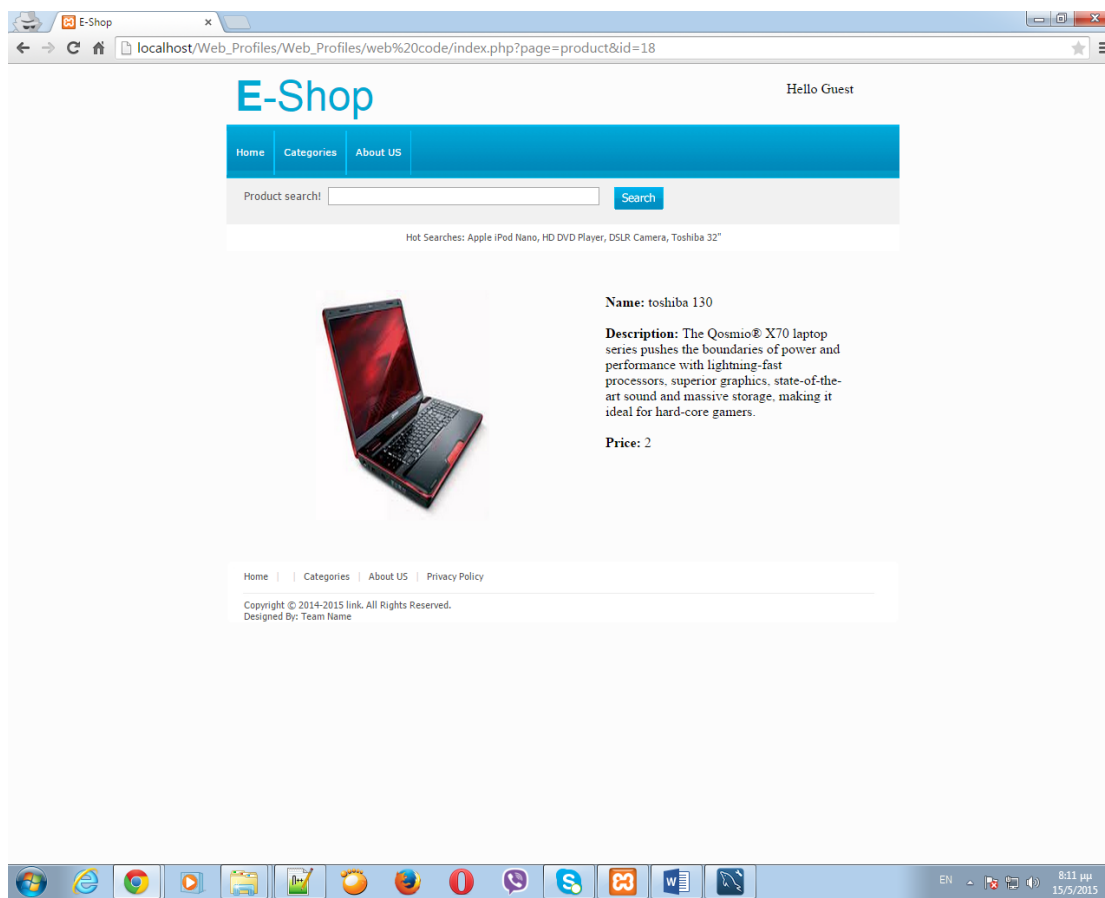 E-Shop
localhost/Web_Profiles/Web_Profiles/web%20code/index.php?page=product&id=18
E-Shop
Hello Guest
Home Categories About US
Product search! Search
Hot Searches: Apple iPod Nano, HD DVD Player, DSLR Camera, Toshiba 32"
Name: toshiba 130
Description: The Qosmio® X70 laptop
series pushes the boundaries of power and
performance with lightning-fast
processors, superior graphics, state-of-the-
art sound and massive storage, making it
ideal for hard-core gamers.
Price: 2
Home | | Categories | About US | Privacy Policy
Copyright © 2014-2015 link. All Rights Reserved.
Designed By: Team Name
EN
8:11 μμ
15/5/2015